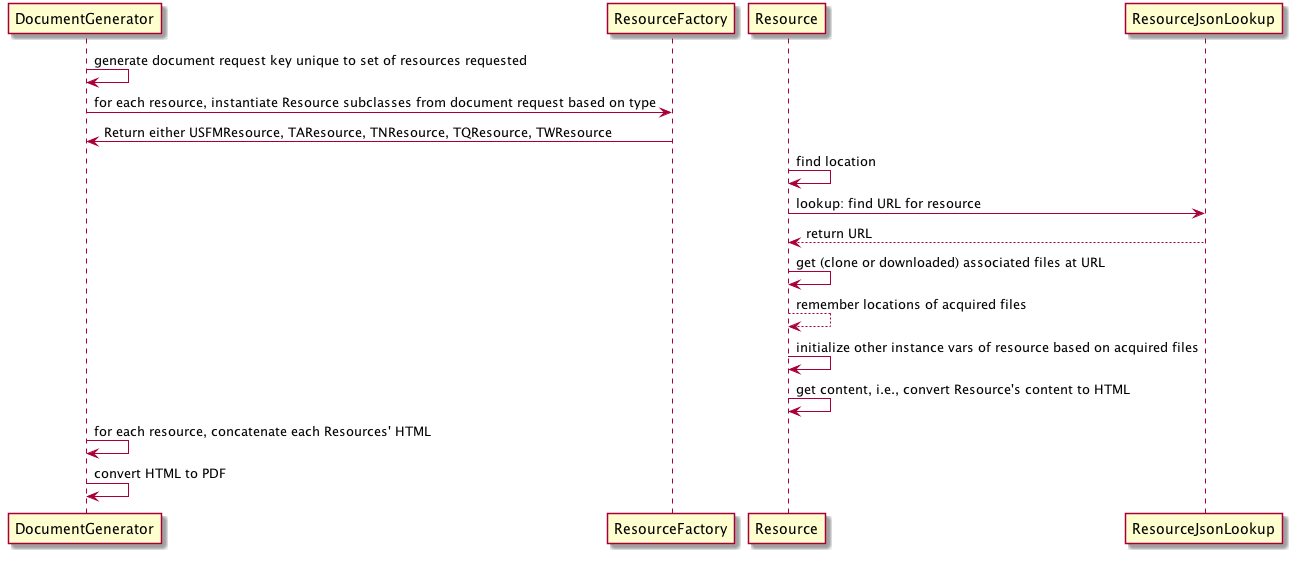 DocumentGenerator
ResourceFactory
Resource
ResourceJsonLookup
generate document request key unique to set of resources requested
for each resource, instantiate Resource subclasses from document request based on type
Return either USFMResource, TAResource, TNResource, TQResource, TWResource
find location
lookup: find URL for resource
return URL
get (clone or downloaded) associated files at URL
remember locations of acquired files
initialize other instance vars of resource based on acquired files
get content, i.e., convert Resource's content to HTML
for each resource, concatenate each Resources' HTML
convert HTML to PDF
DocumentGenerator
ResourceFactory
Resource
ResourceJsonLookup